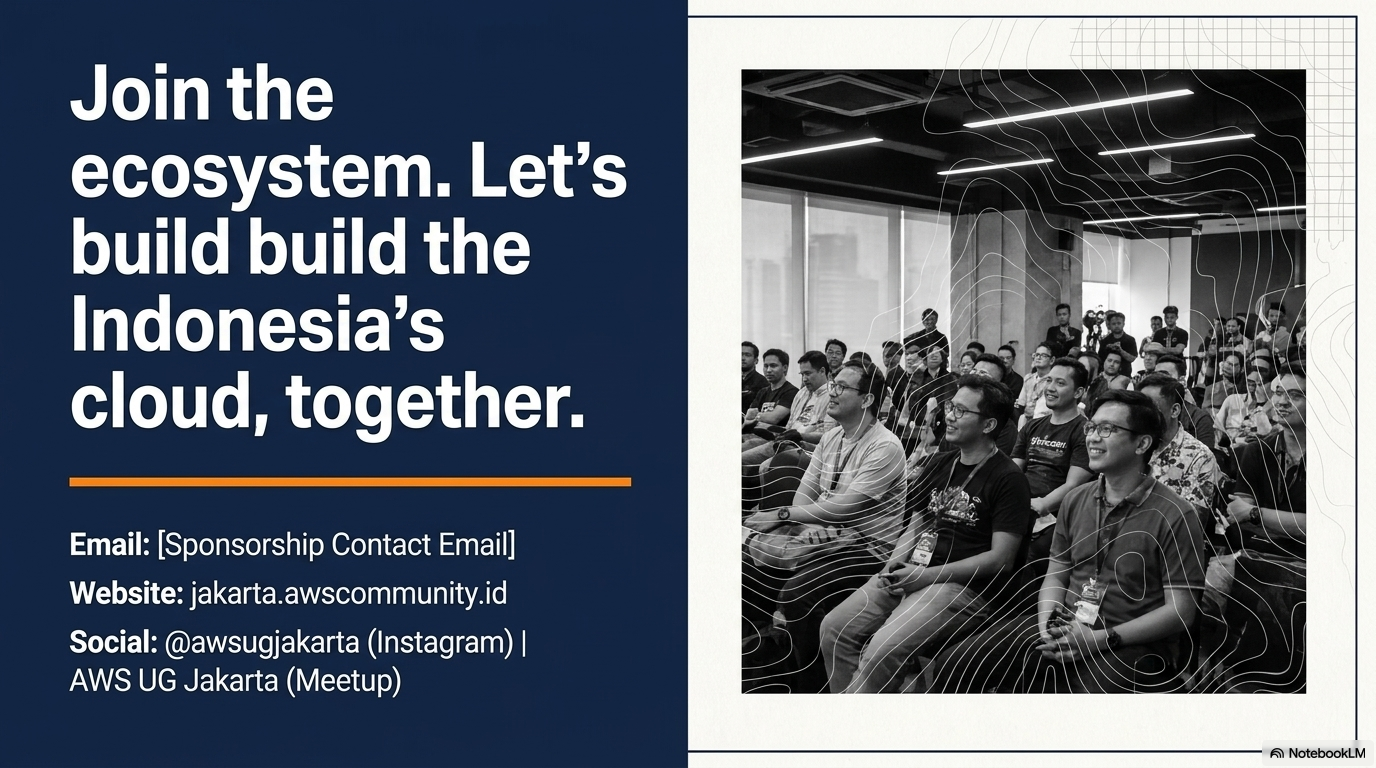 Join the
ecosystem. Let’s
build build the
Indonesia’s
cloud, together.
Email: [Sponsorship Contact Email]
Website: jakarta.awscommunity.id
Social: @awsugjakarta (Instagram) |
AWS UG Jakarta (Meetup)
NotebookLM